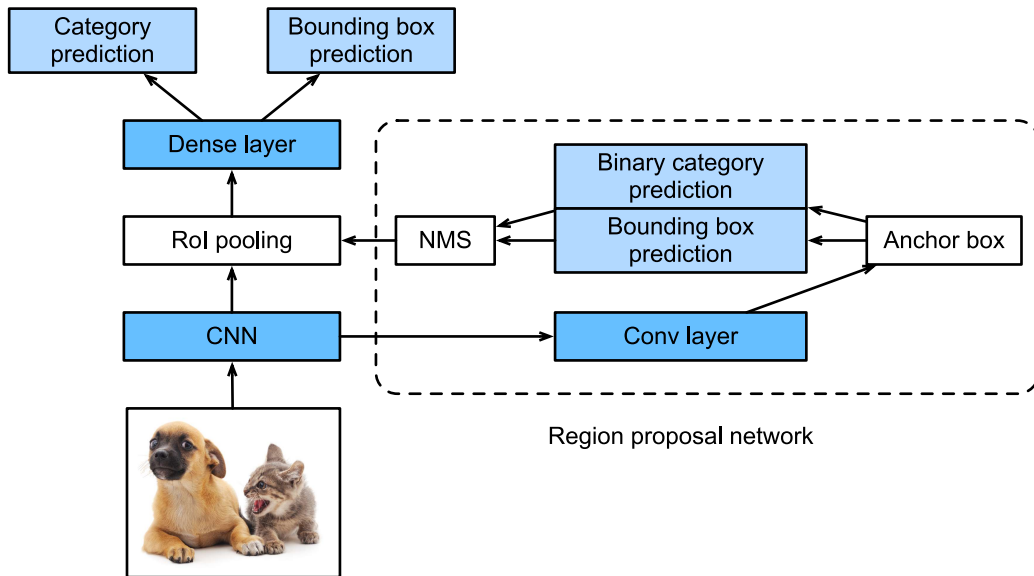 Category
prediction
Bounding box
prediction
Dense layer
Binary category
prediction
RoI pooling
NMS
Bounding box
prediction
Anchor box
CNN
Conv layer
Region proposal network